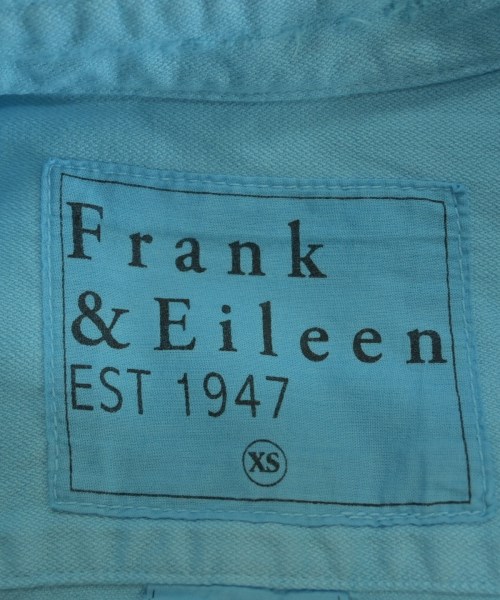 Frank
& Eileen
EST 1947
XS